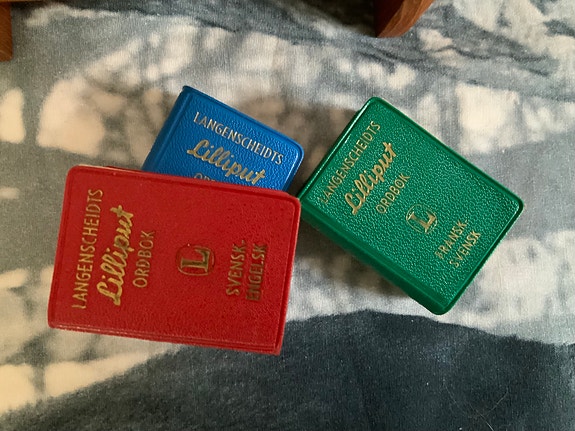 LANGENSCHEIDTS
Lilliput
LANGENSCHEIDTS
Lilliput
ORDBOK
L
SVENSK-
ENGELSK
LANGENSCHEIDTS
Lilliput
ORDBOK
L
FRANSK-
SVENSK